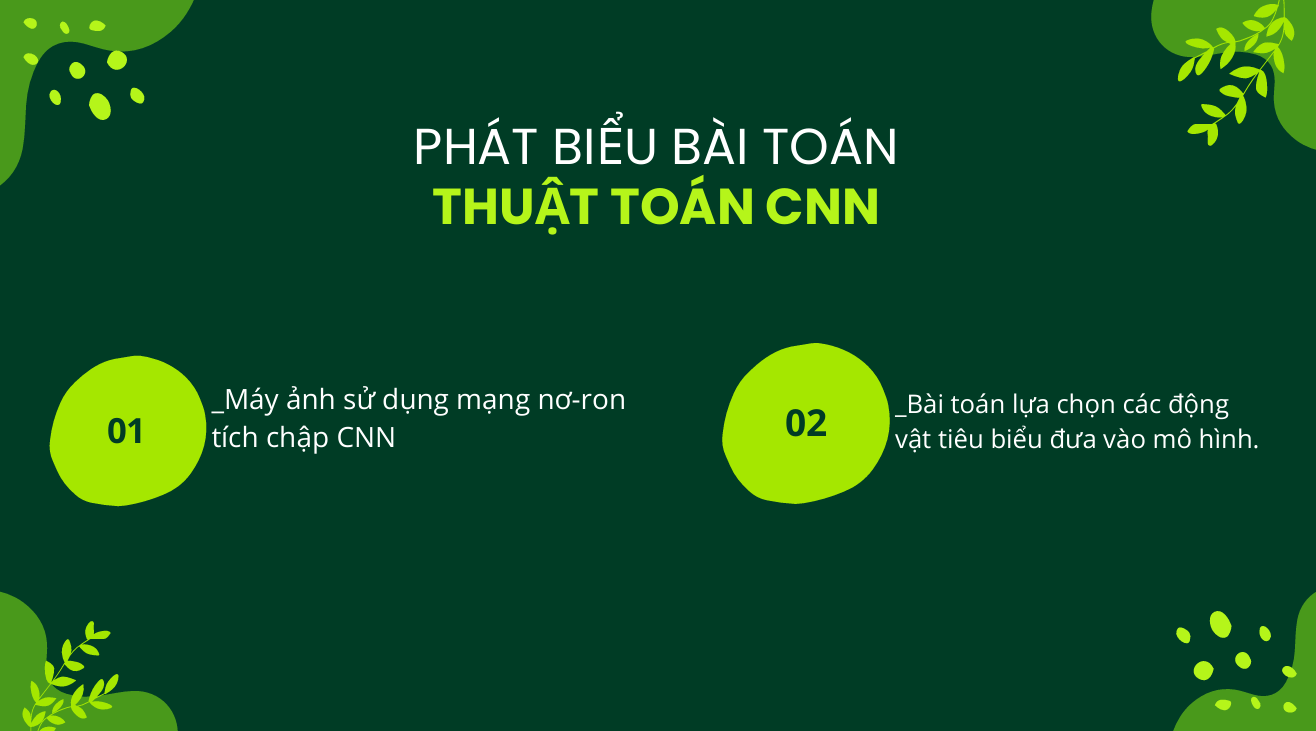 PHÁT BIỂU BÀI TOÁN
THUẬT TOÁN CNN
01
_Máy ảnh sử dụng mạng nơ-ron
tích chập CNN
02
_Bài toán lựa chọn các động
vật tiêu biểu đưa vào mô hình.